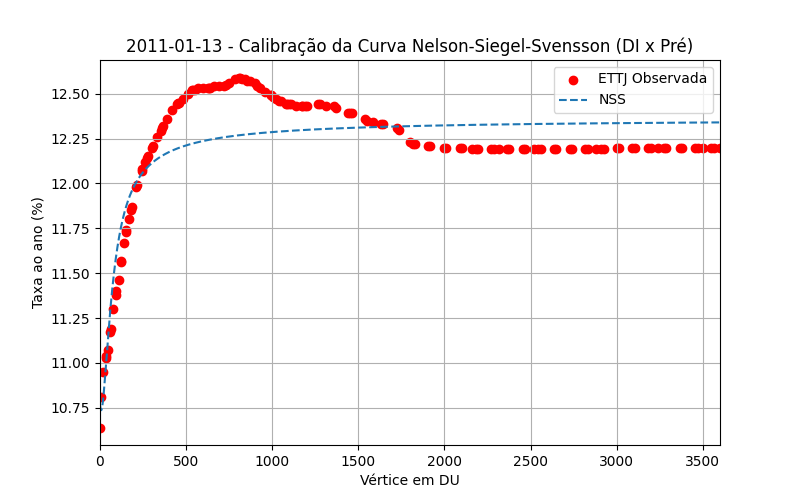 2011-01-13 - Calibração da Curva Nelson-Siegel-Svensson (DI x Pré)
ETTJ Observada
NSS
Taxa ao ano (%)
12.50
12.25
12.00
11.75
11.50
11.25
11.00
10.75
0 500 1000 1500 2000 2500 3000 3500
Vértice em DU